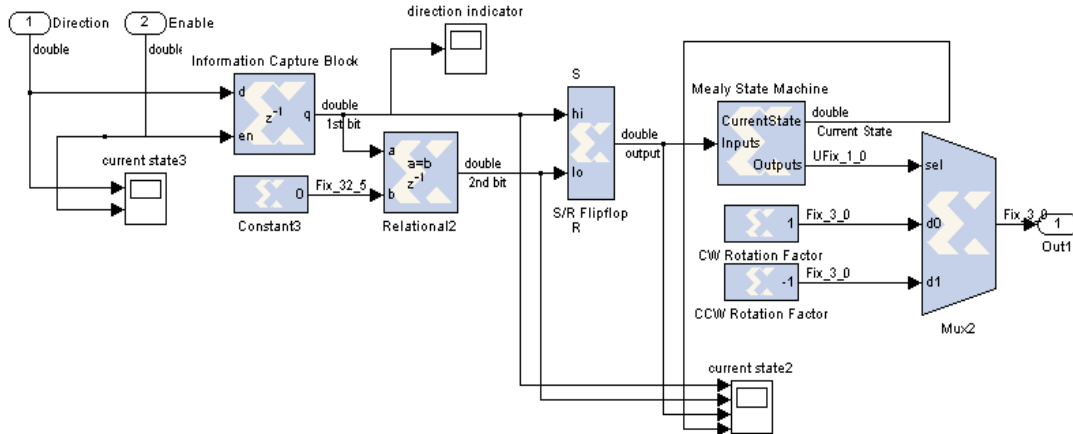 direction indicator
1
Direction
2
Enable
double
double
Information Capture Block
d
z-1
q
en
double
1st bit
current state3
a
a=b
z-1
b
Relational2
double
2nd bit
0
Fix_32_5
Constant3
S
hi
lo
S/R Flipflop
R
double
output
Mealy State Machine
CurrentState
Inputs
Outputs
double
Current State
UFix_1_0
sel
d0
d1
Mux2
1
Fix_3_0
CW Rotation Factor
-1
Fix_3_0
CCW Rotation Factor
Fix_3_0
1
Out1
current state2